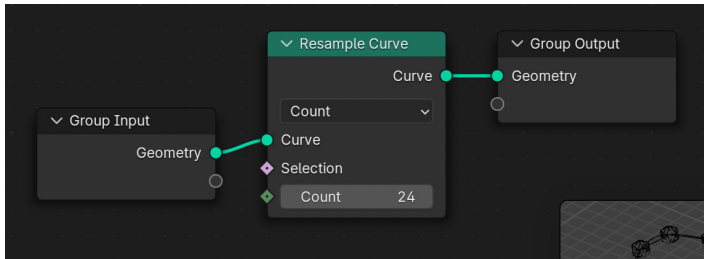 Group Input
Geometry
Resample Curve
Curve
Count
Curve
Selection
Count 24
Group Output
Geometry